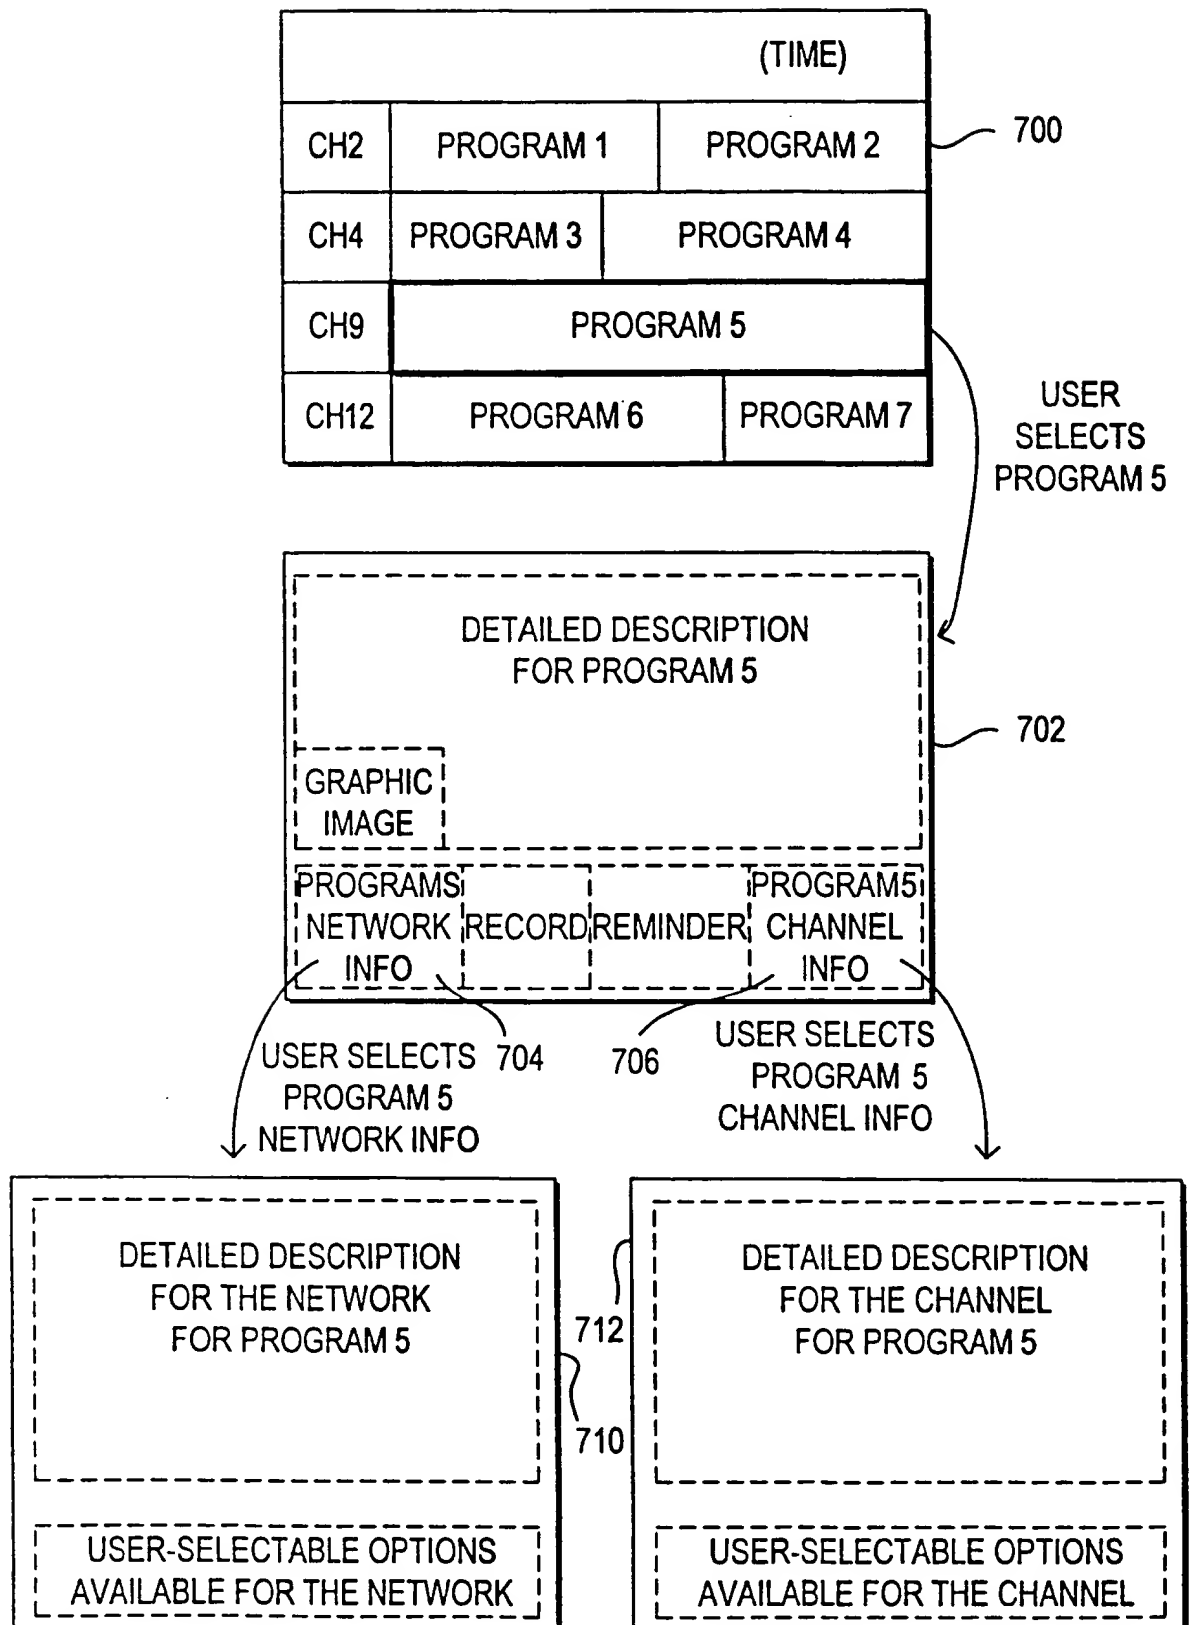 (TIME)
CH2 PROGRAM 1 PROGRAM 2
700
CH4 PROGRAM 3 PROGRAM 4
CH9 PROGRAM 5
CH12 PROGRAM 6 PROGRAM 7
USER
SELECTS
PROGRAM 5
DETAILED DESCRIPTION
FOR PROGRAM 5
702
GRAPHIC
IMAGE
PROGRAMS
NETWORK
INFO
RECORD
REMINDER
PROGRAM5
CHANNEL
INFO
704
706
USER SELECTS
PROGRAM 5
NETWORK INFO
USER SELECTS
PROGRAM 5
CHANNEL INFO
DETAILED DESCRIPTION
FOR THE NETWORK
FOR PROGRAM 5
710
712
DETAILED DESCRIPTION
FOR THE CHANNEL
FOR PROGRAM 5
USER-SELECTABLE OPTIONS
AVAILABLE FOR THE NETWORK
USER-SELECTABLE OPTIONS
AVAILABLE FOR THE CHANNEL